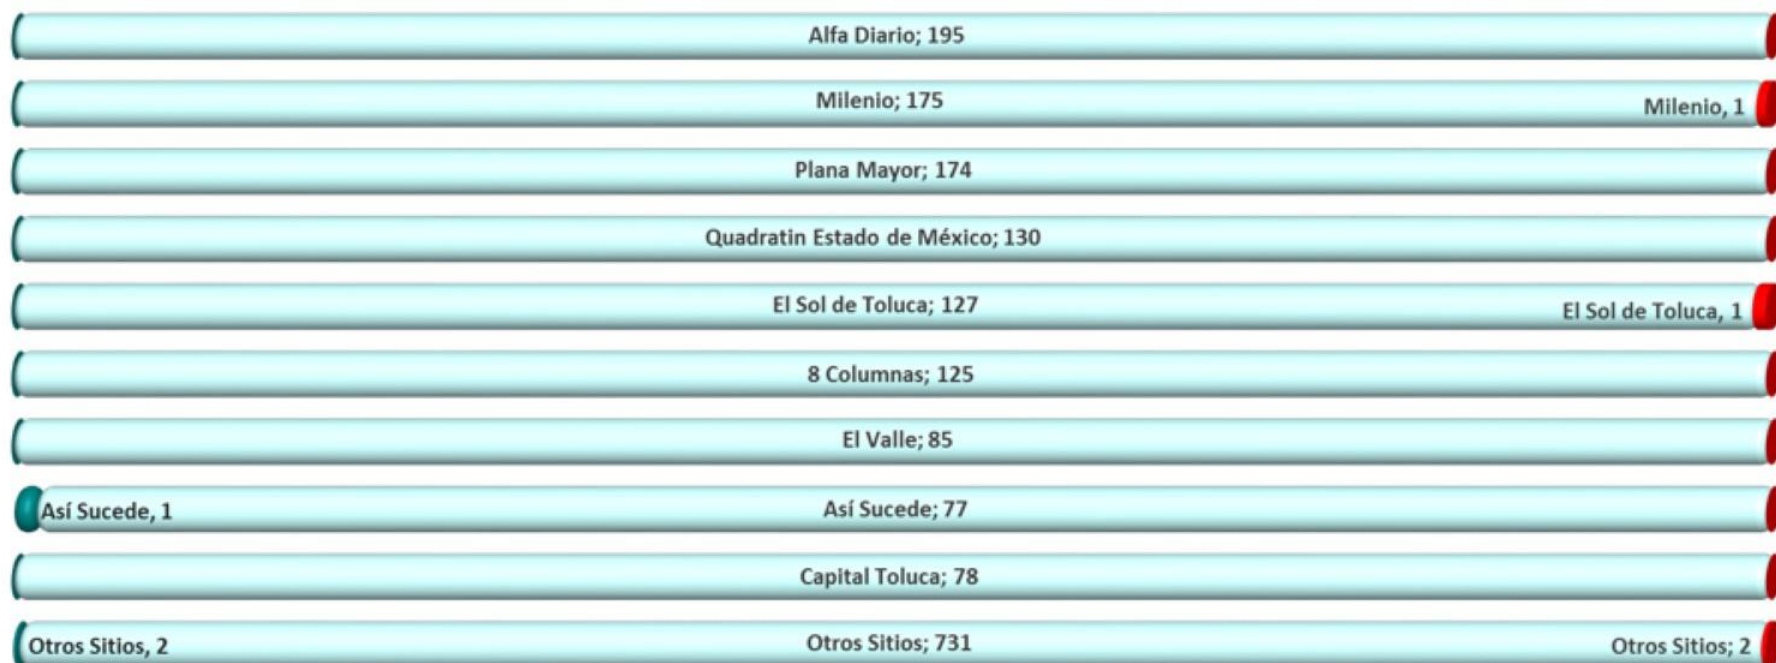 Alfa Diario; 195
Milenio; 175 Milenio, 1
Plana Mayor; 174
Quadratin Estado de México; 130
El Sol de Toluca; 127 El Sol de Toluca, 1
8 Columnas; 125
El Valle; 85
Así Sucede, 1 Así Sucede; 77
Capital Toluca; 78
Otros Sitios, 2 Otros Sitios; 731 Otros Sitios; 2